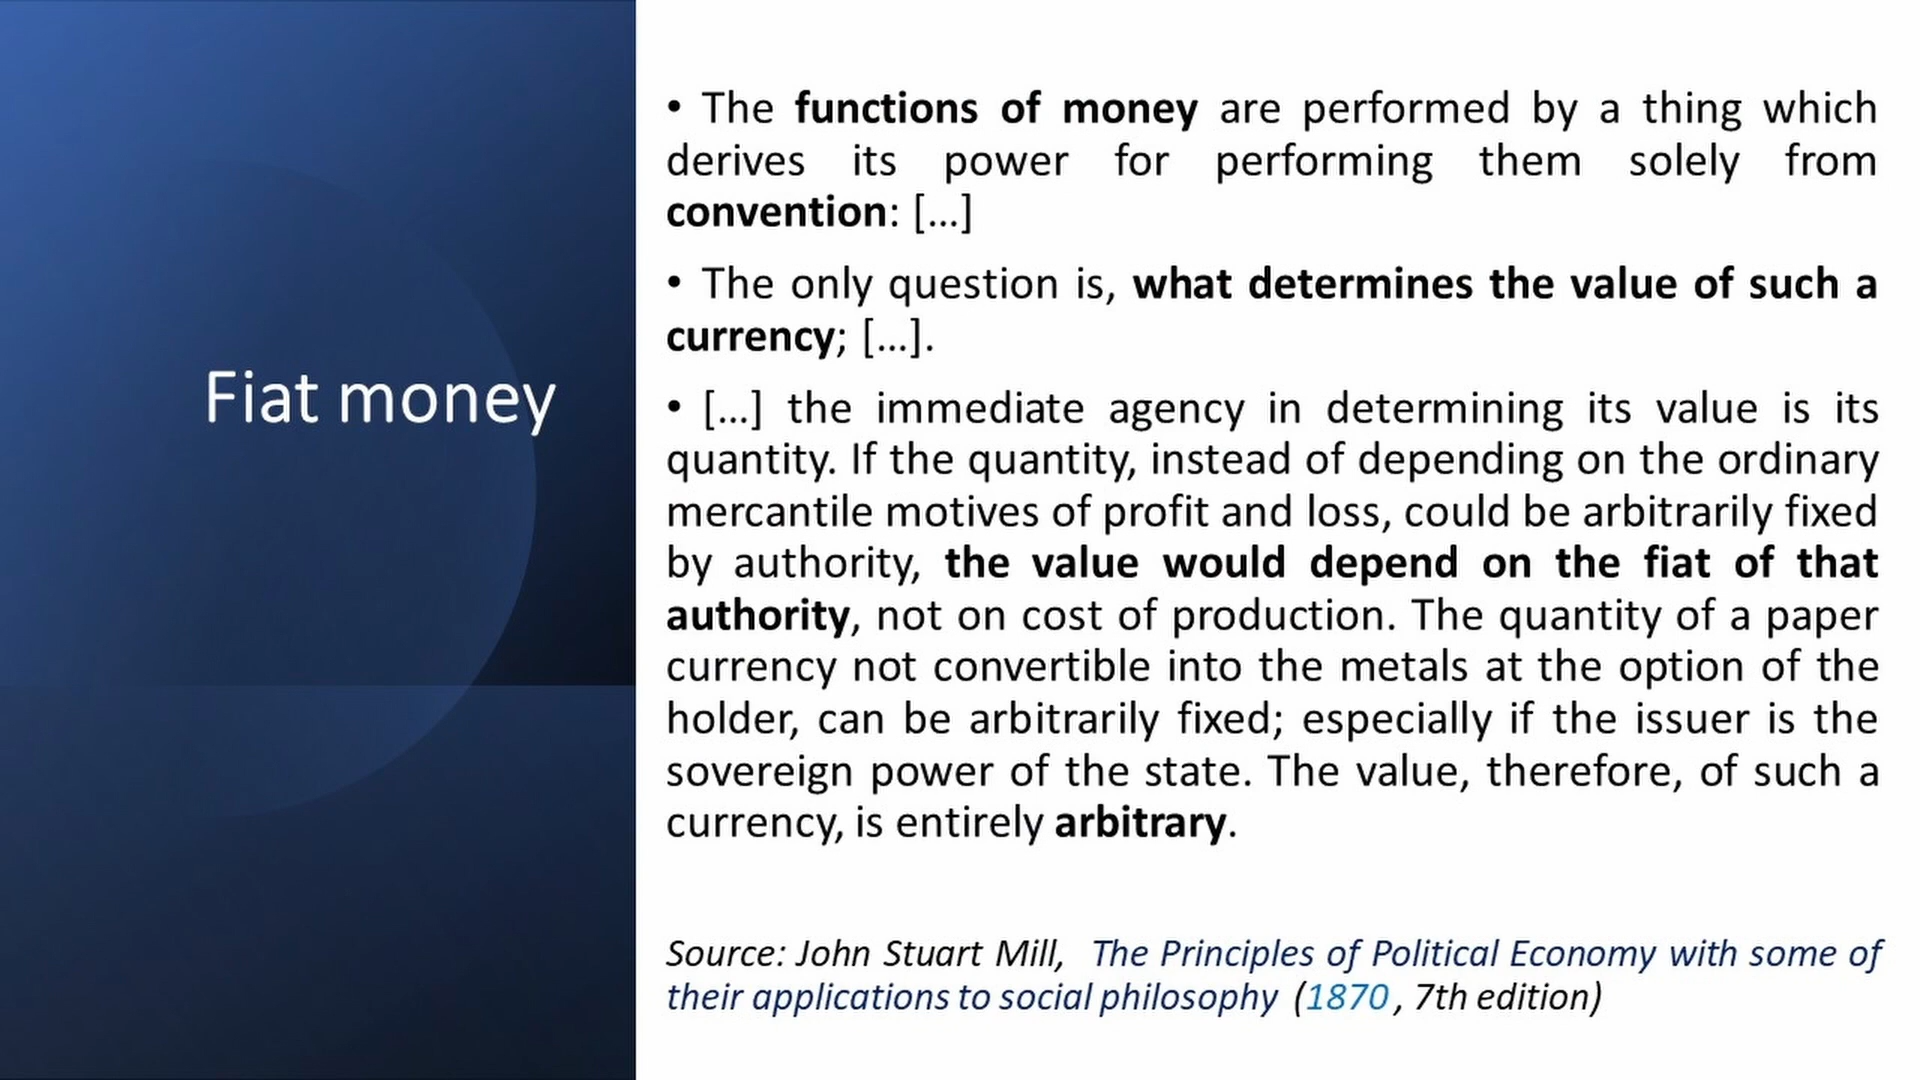 Fiat money
• The functions of money are performed by a thing which
derives its power for performing them solely from
convention: [...]
• The only question is, what determines the value of such a
currency; [...].
• [...] the immediate agency in determining its value is its
quantity. If the quantity, instead of depending on the ordinary
mercantile motives of profit and loss, could be arbitrarily fixed
by authority, the value would depend on the fiat of that
authority, not on cost of production. The quantity of a paper
currency not convertible into the metals at the option of the
holder, can be arbitrarily fixed; especially if the issuer is the
sovereign power of the state. The value, therefore, of such a
currency, is entirely arbitrary.
Source: John Stuart Mill, The Principles of Political Economy with some of
their applications to social philosophy (1870 , 7th edition)